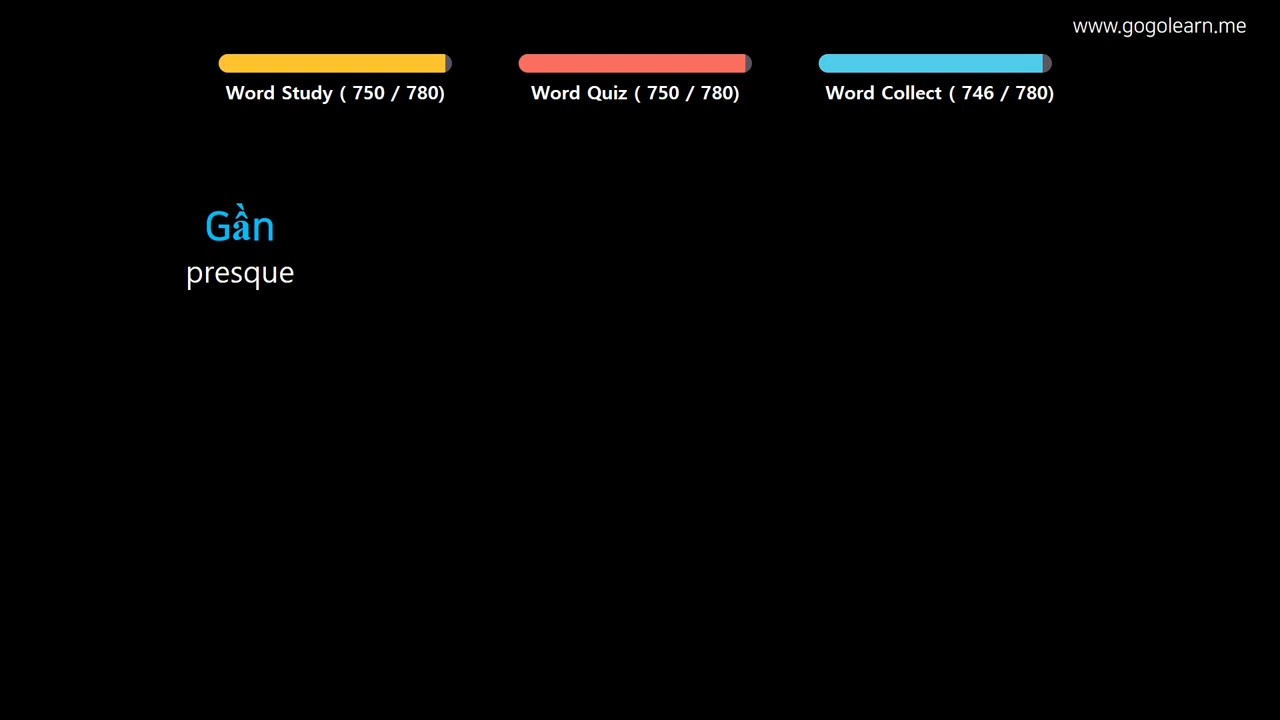 www.gogolearn.me
Word Study ( 750 / 780)
Word Quiz ( 750 / 780)
Word Collect ( 746 / 780)
Gần
presque